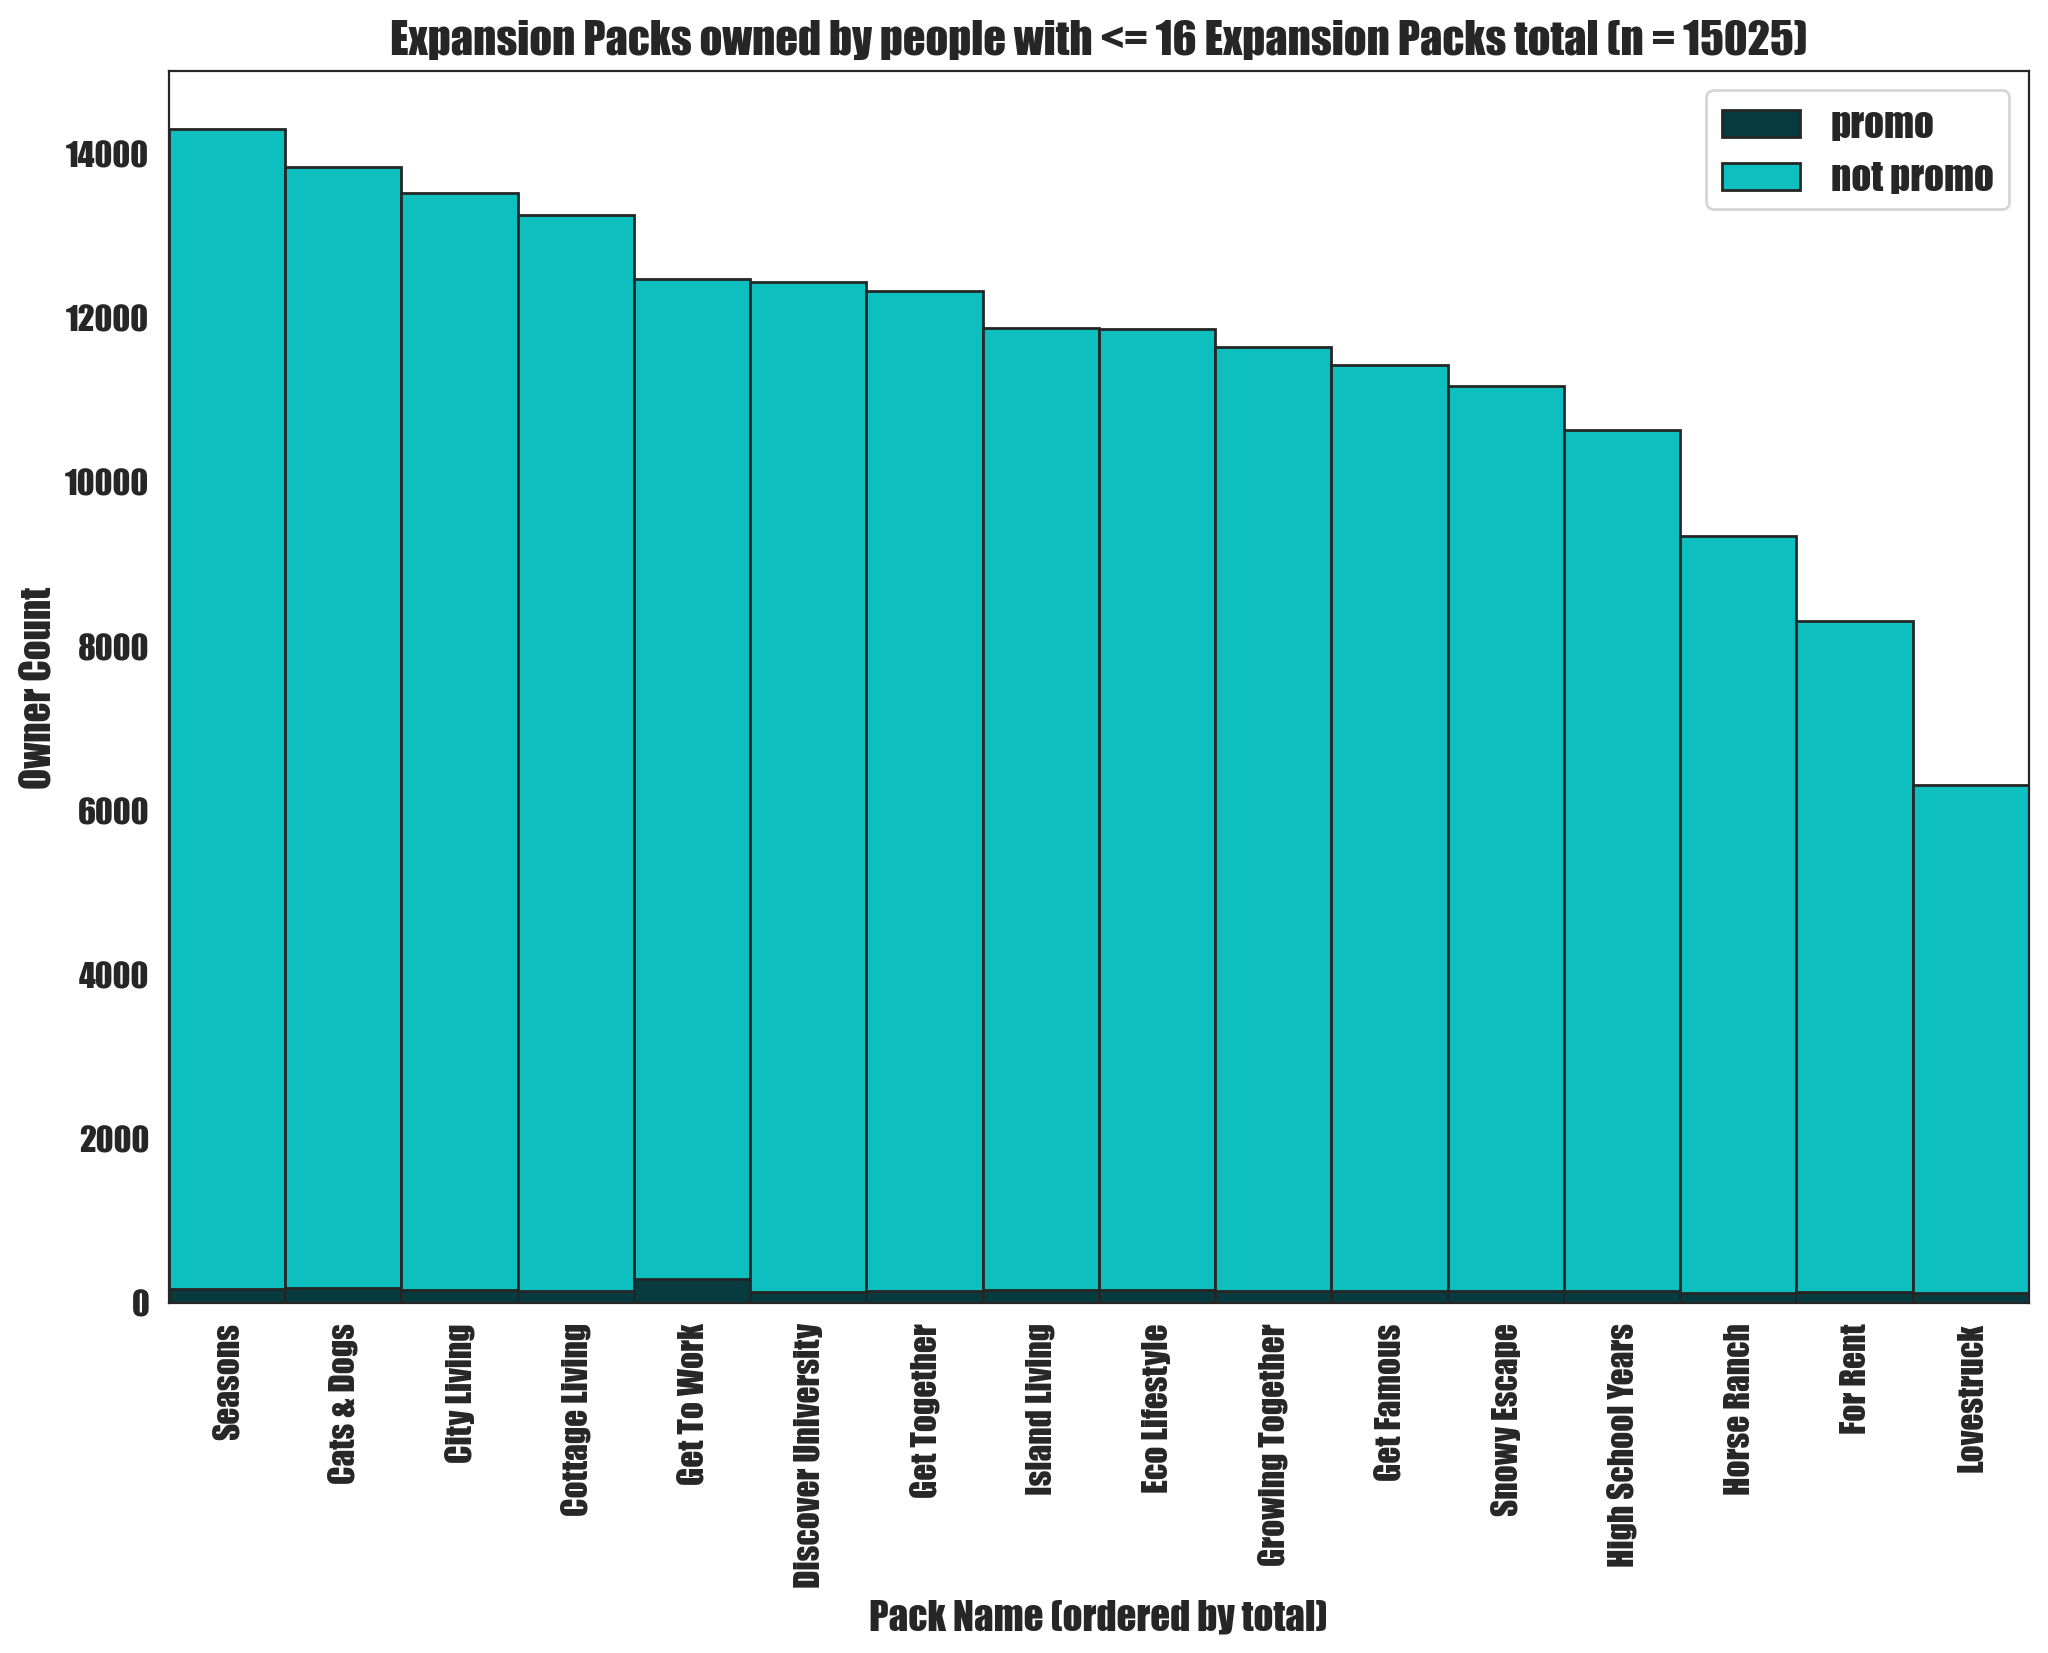 Expansion Packs owned by people with <= 16 Expansion Packs total (n = 15025)
promo
not promo
Owner Count
14000
12000
10000
8000
6000
4000
2000
0
Seasons
Cats & Dogs
City Living
Cottage Living
Get To Work
Discover University
Get Together
Island Living
Eco Lifestyle
Growing Together
Get Famous
Snowy Escape
High School Years
Horse Ranch
For Rent
Lovestruck
Pack Name (ordered by total)